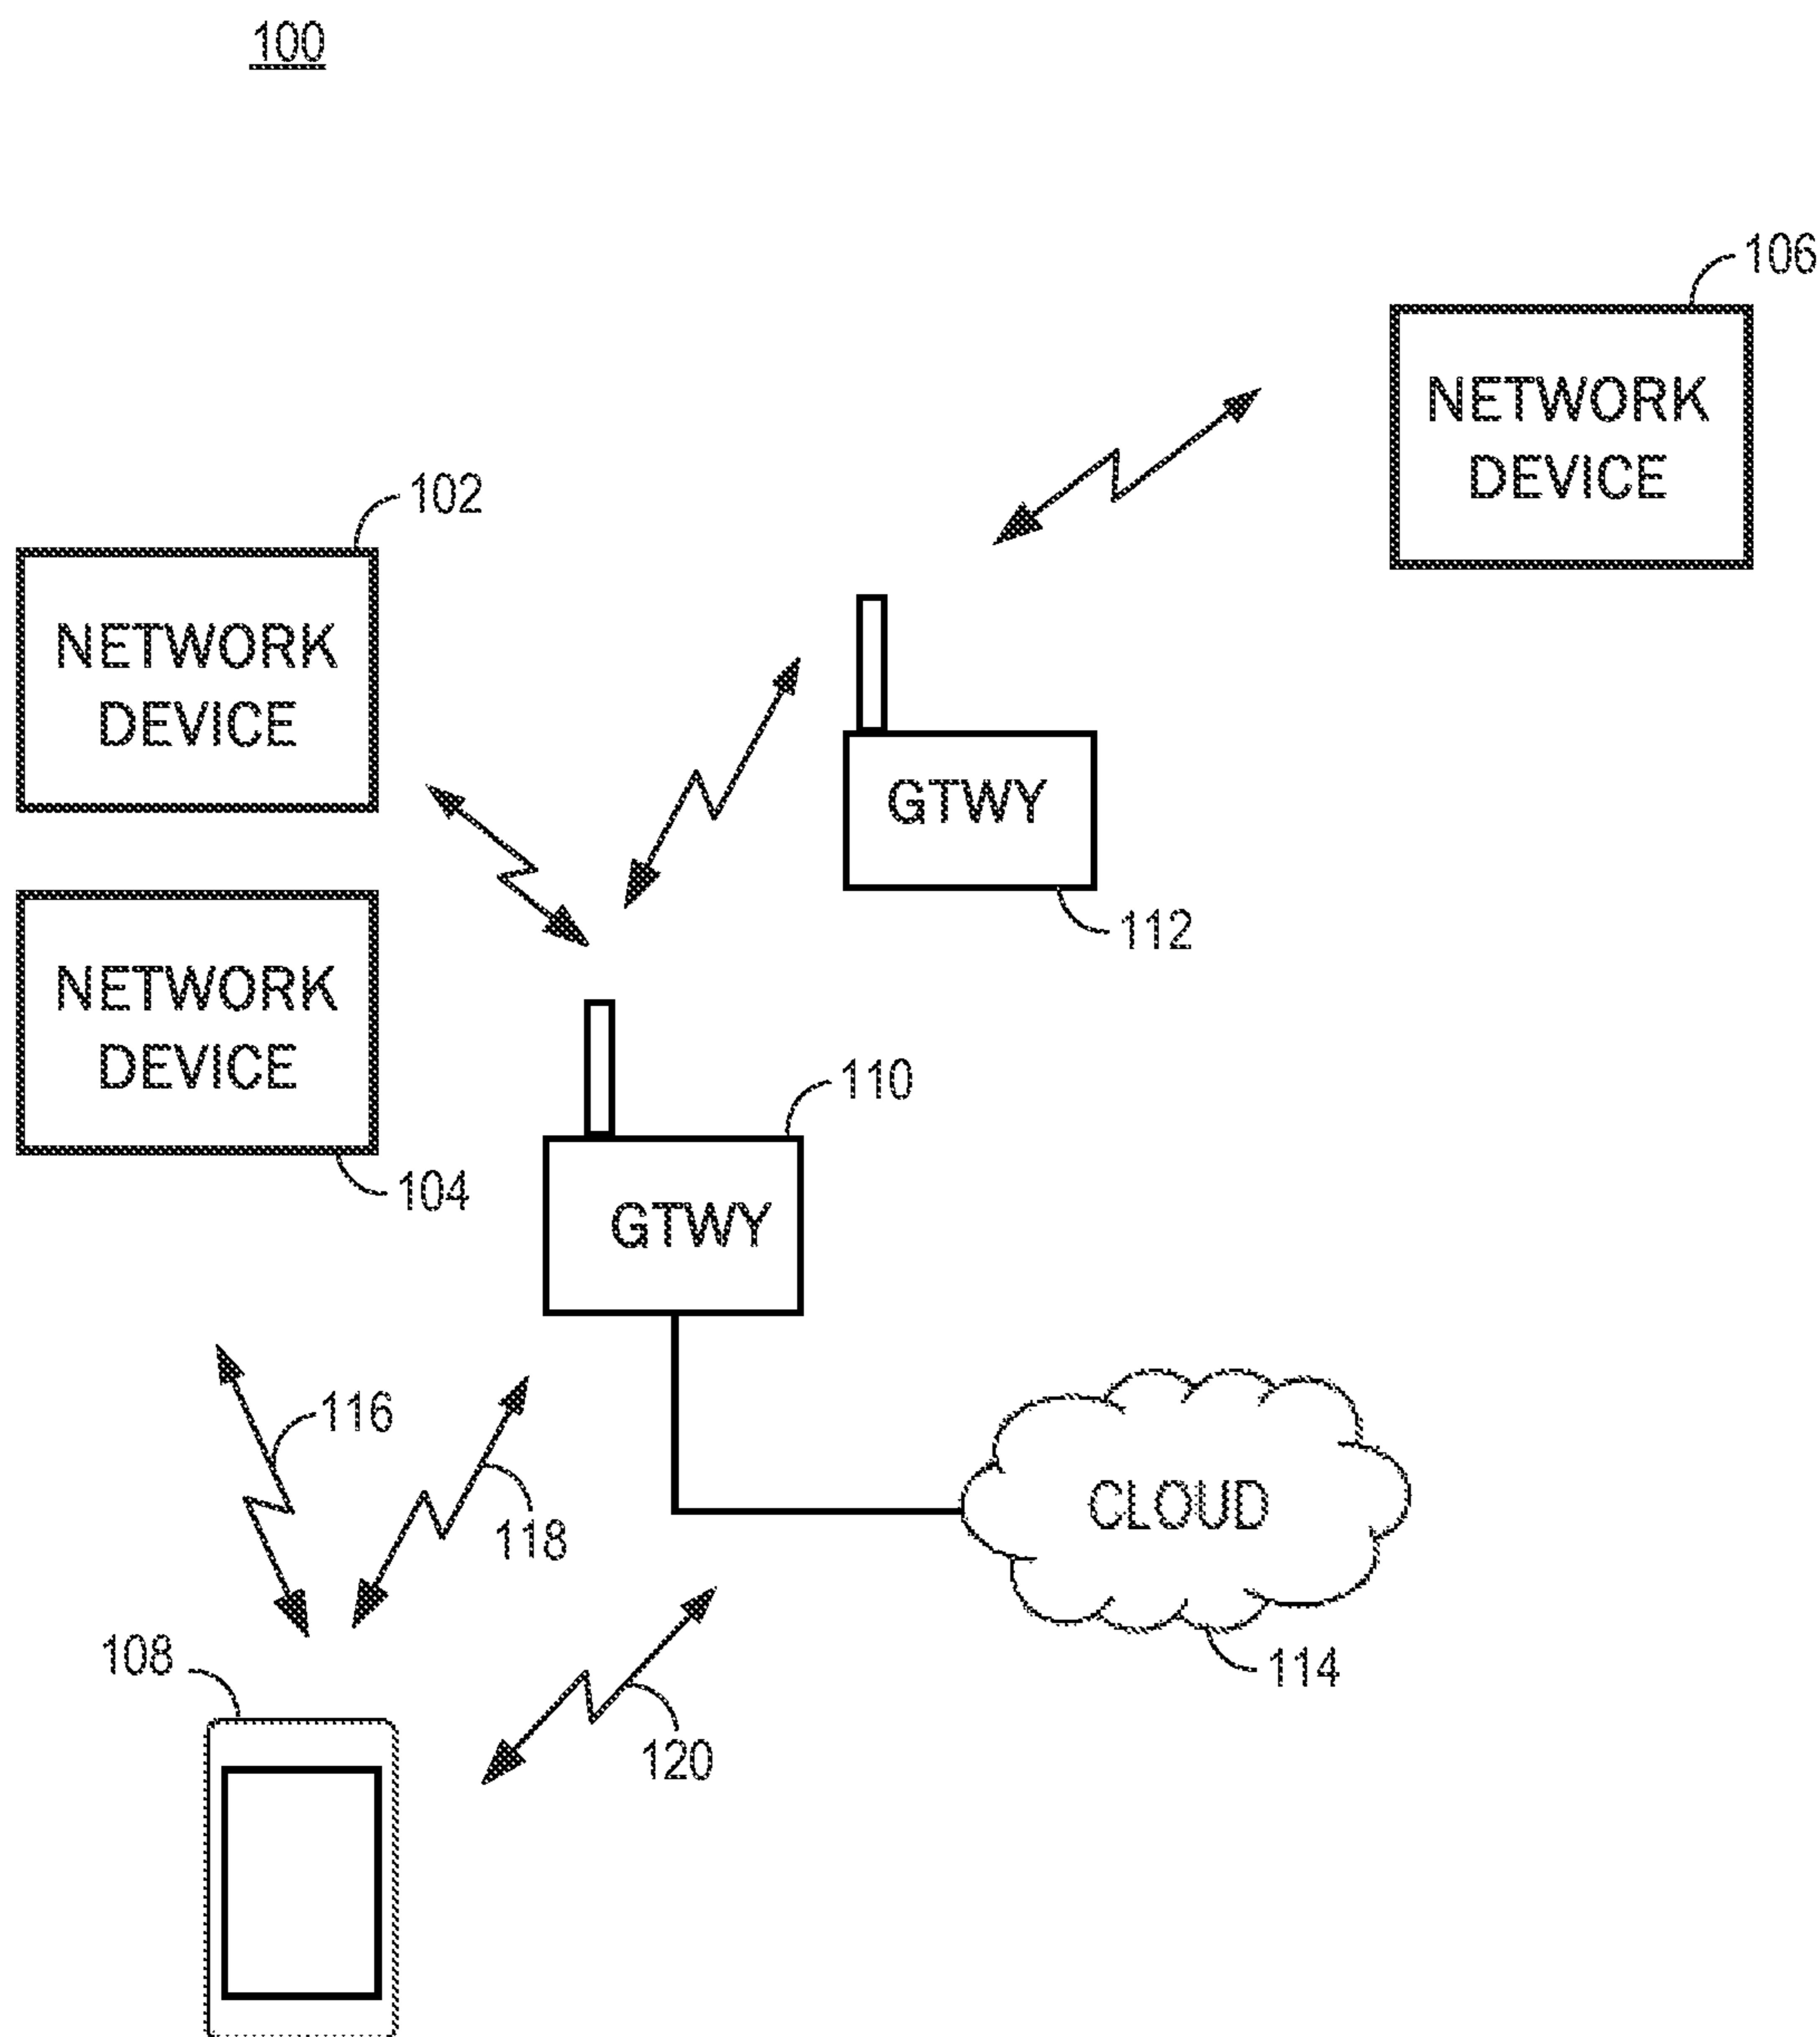 100
106
NETWORK
DEVICE
102
NETWORK
DEVICE
GTWY
112
NETWORK
DEVICE
104
110
GTWY
116
118
CLOUD
114
108
120